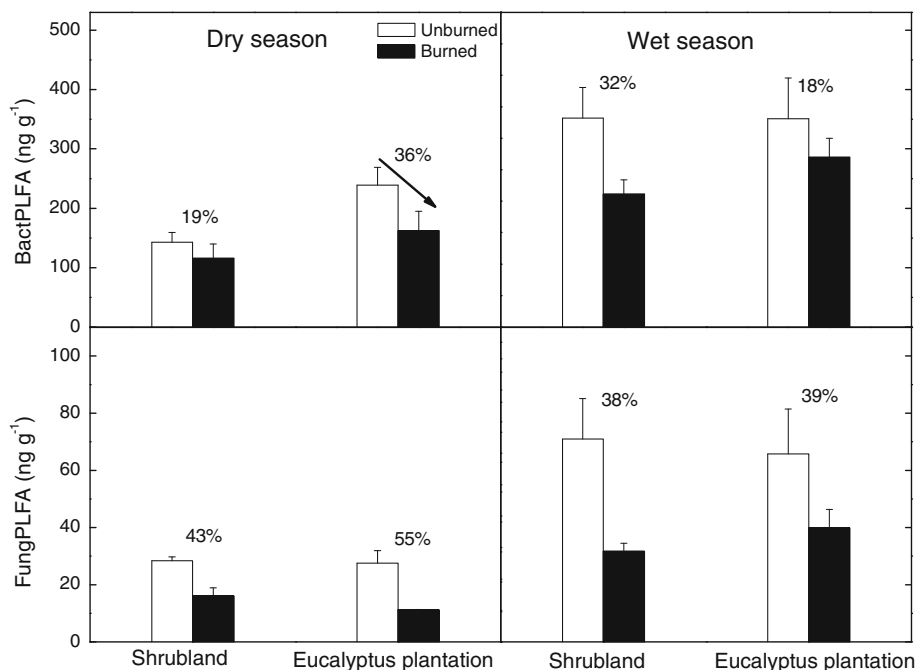 Dry season
Unburned
Burned
Wet season
BactPLFA (ng g⁻¹)
500
400
300
200
100
0
19%
36%
32%
18%
FungPLFA (ng g⁻¹)
100
80
60
40
20
0
43%
55%
38%
39%
Shrubland
Eucalyptus plantation
Shrubland
Eucalyptus plantation